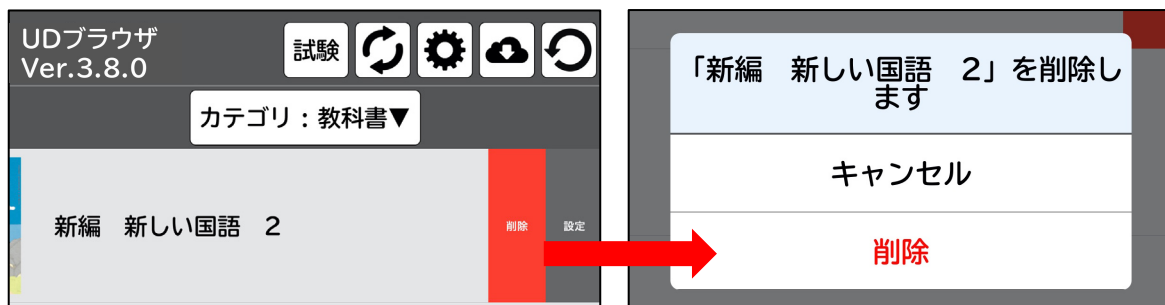 UDブラウザ
Ver.3.8.0
試験
カテゴリ：教科書▼
新編　新しい国語　2
削除
設定
「新編　新しい国語　2」を削除し
ます
キャンセル
削除